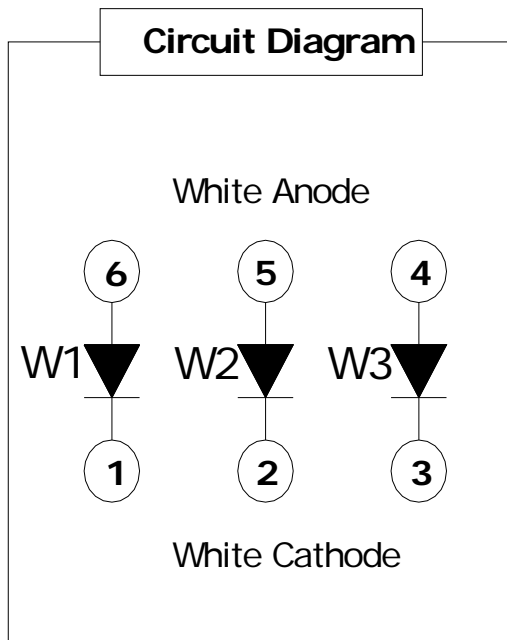 Circuit Diagram
White Anode
6 5 4
W1 W2 W3
1 2 3
White Cathode